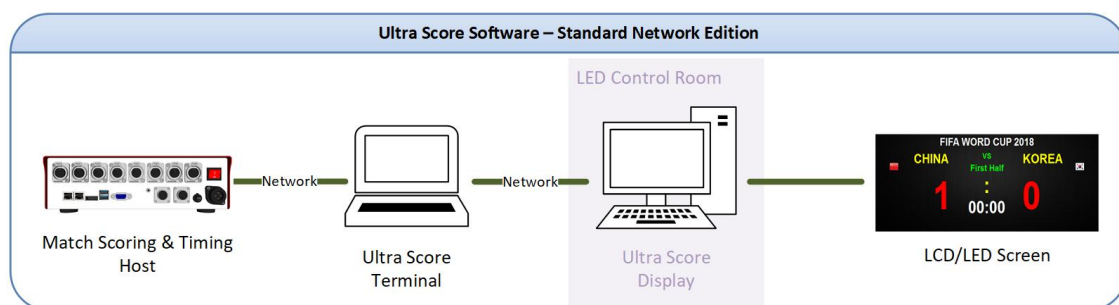 Ultra Score Software – Standard Network Edition
LED Control Room
FIFA WORD CUP 2018
CHINA
VS
KOREA
First Half
1
:
0
00:00
Network
Network
Match Scoring & Timing
Host
Ultra Score
Terminal
Ultra Score
Display
LCD/LED Screen